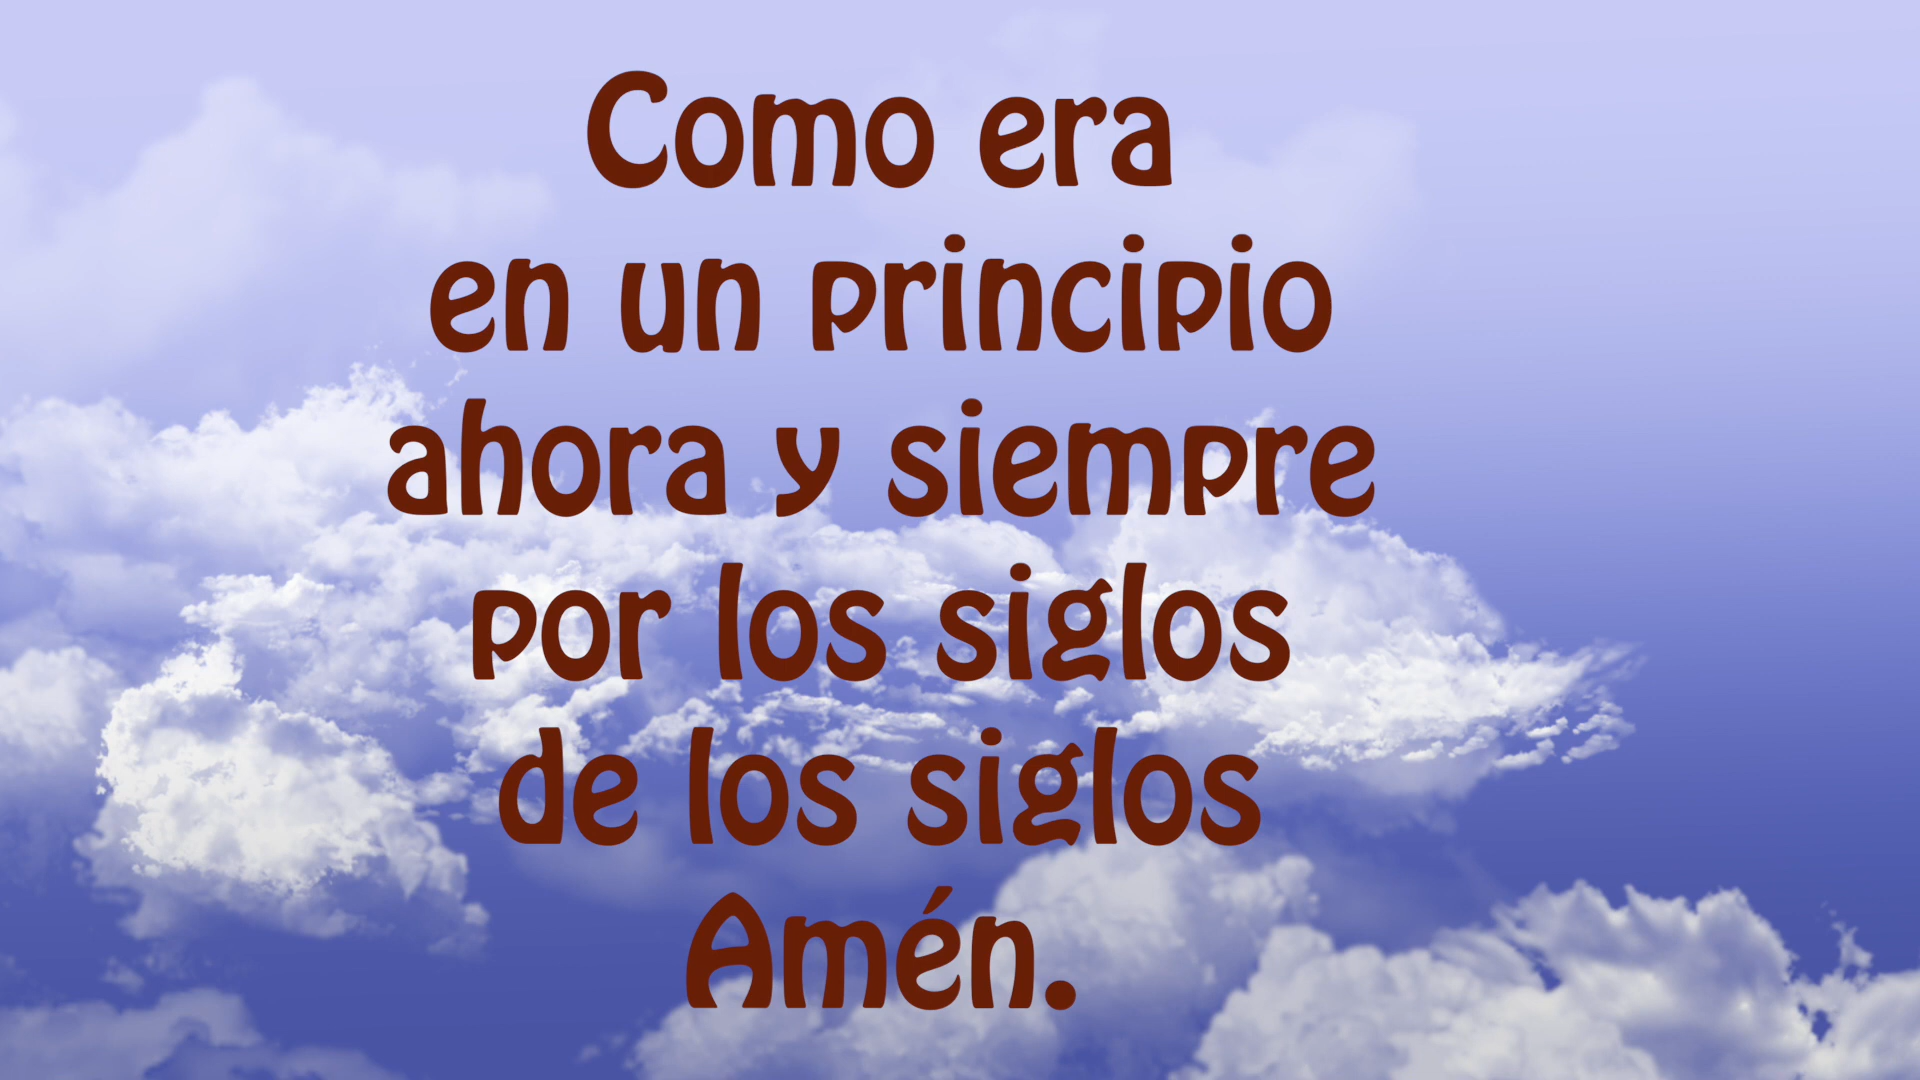 Como era
en un principio
ahora y siempre
por los siglos
de los siglos
Amén.